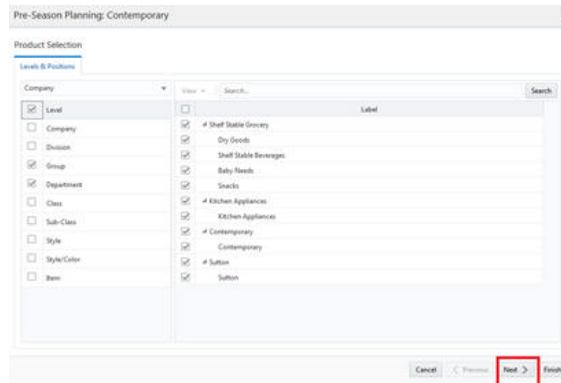 Pre-Season Planning: Contemporary
Product Selection
Levels & Positions
Company
View Search... Search
Level
Company
Division
Group
Department
Class
Sub-Class
Style
Style/Color
Item
Label
Shelf Stable Grocery
Dry Goods
Shelf Stable Beverages
Baby Needs
Snacks
Kitchen Appliances
Kitchen Appliances
Contemporary
Contemporary
Sutton
Sutton
Cancel < Previous Next > Finish